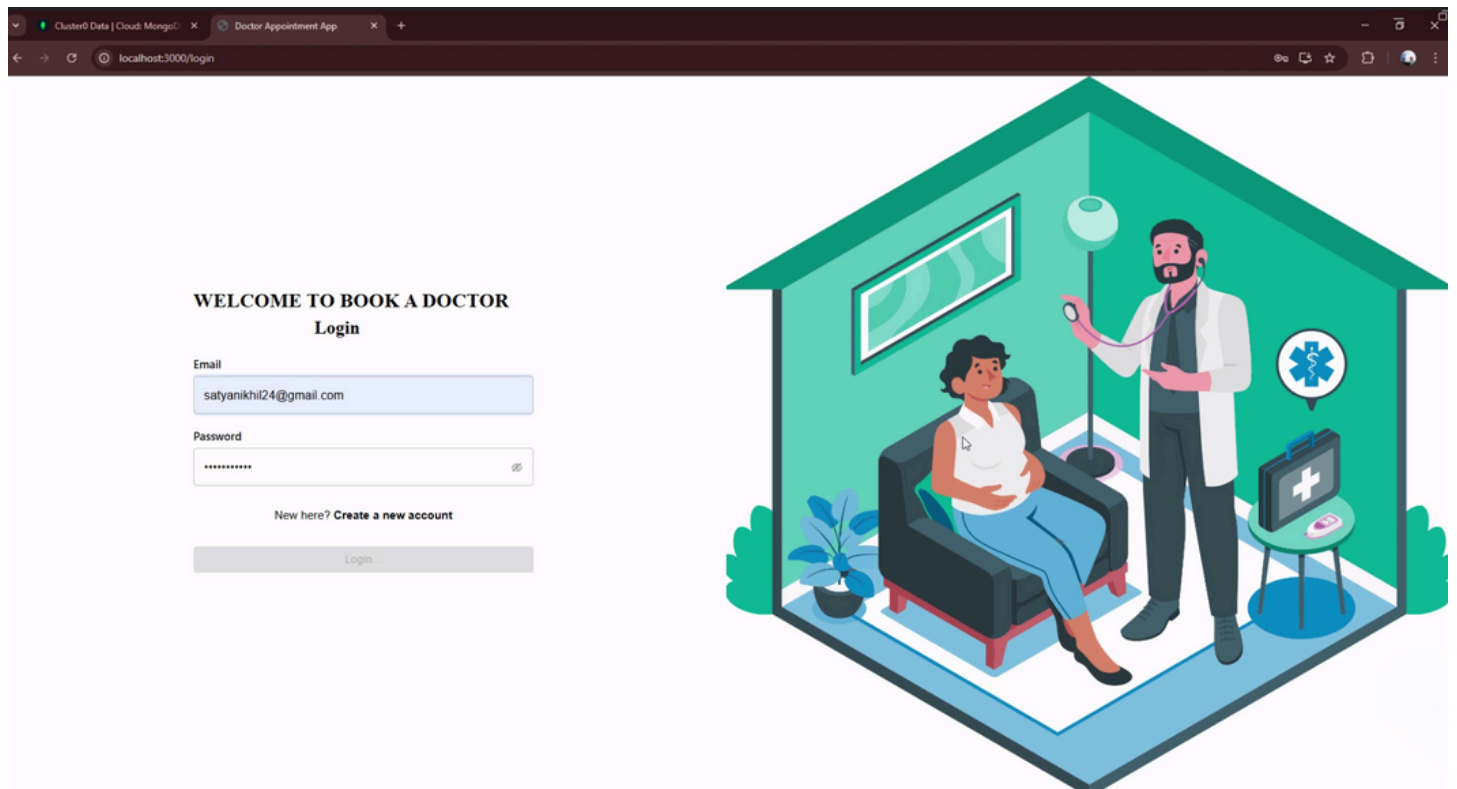 Cluster0 Data | Cloud: MongoD
Doctor Appointment App
localhost:3000/login
WELCOME TO BOOK A DOCTOR
Login
Email
satyanikhil24@gmail.com
Password
•••••••••••
New here? Create a new account
Login...